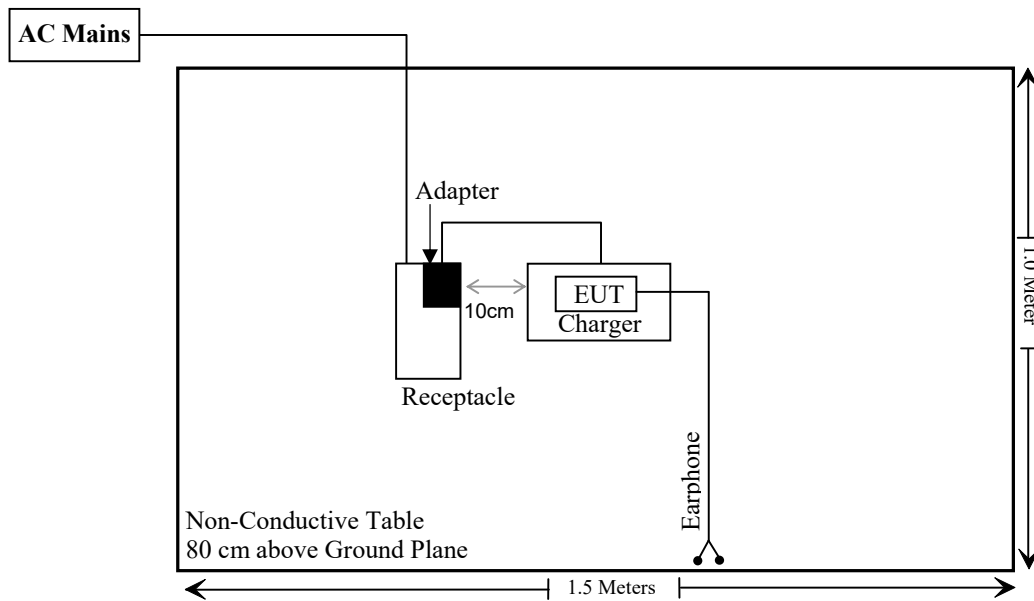 AC Mains
Adapter
EUT
10cm
Charger
1.0 Meter
Receptacle
Earphone
Non-Conductive Table
80 cm above Ground Plane
1.5 Meters